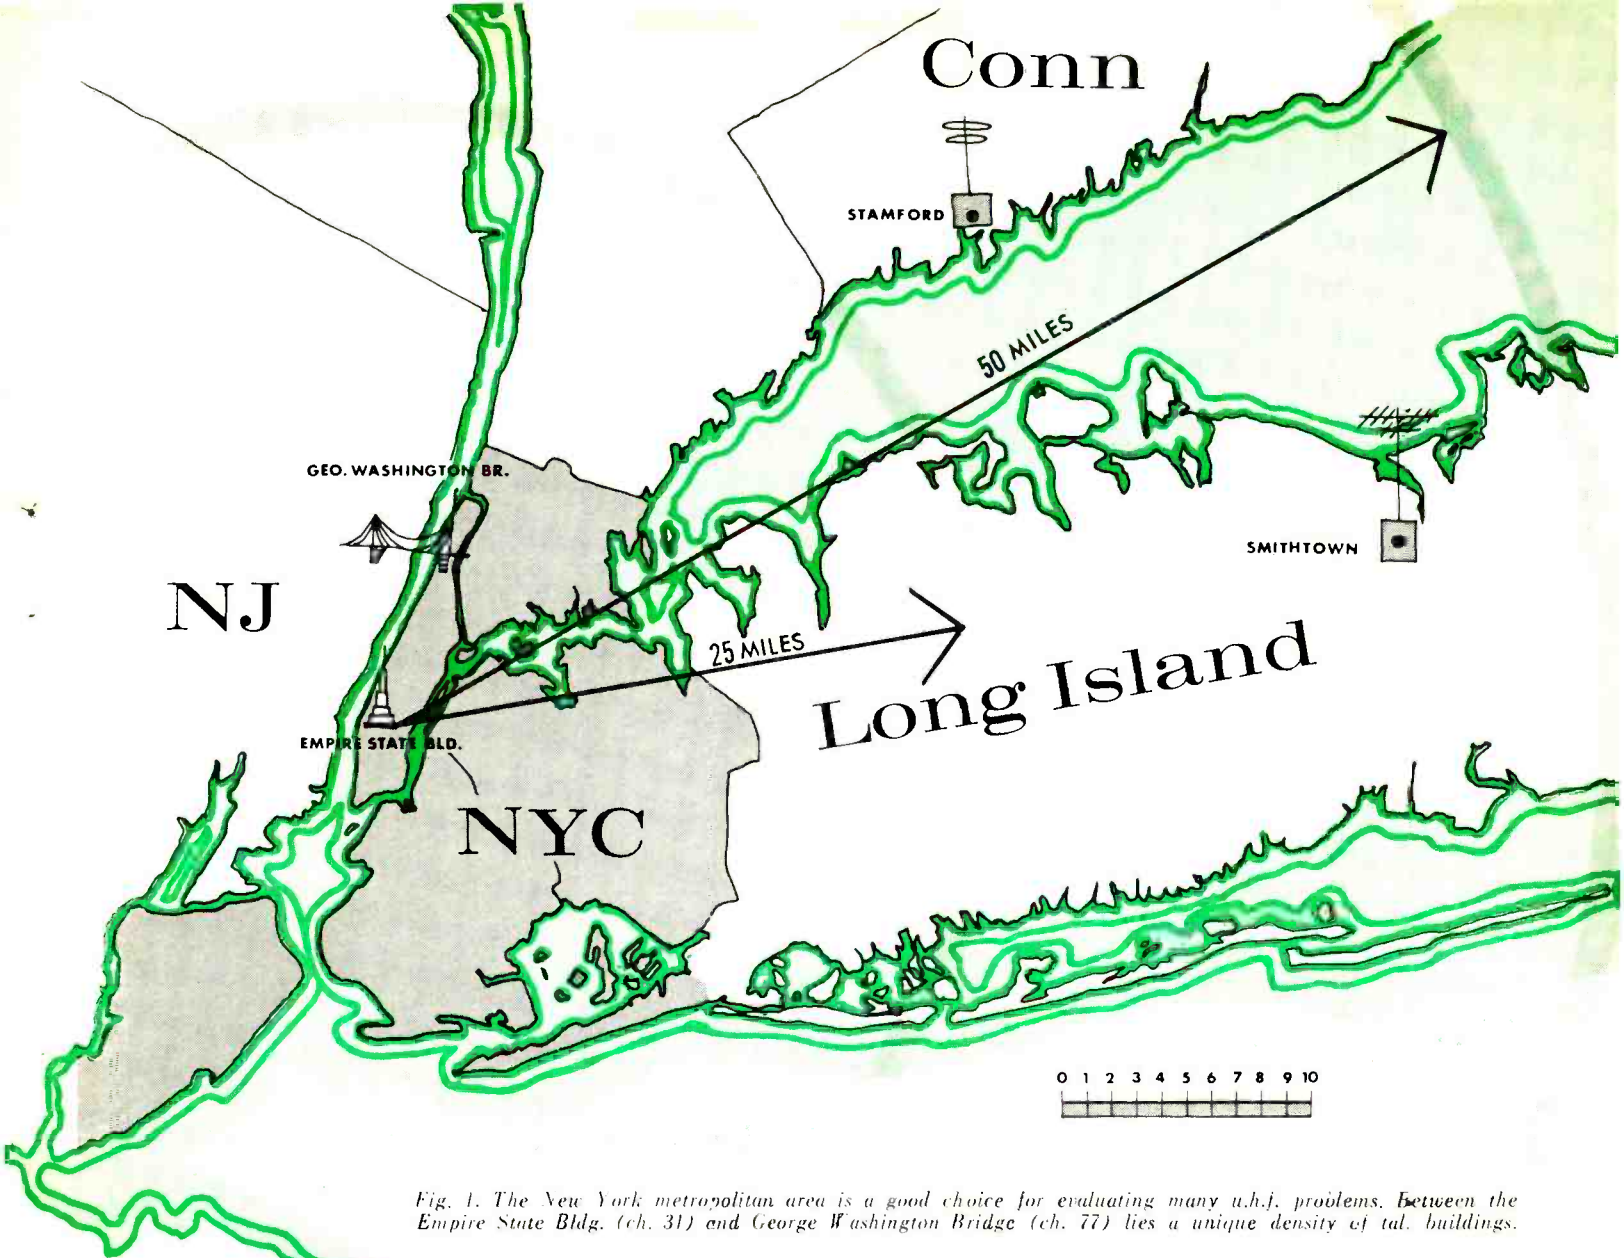 Conn
STAMFORD
50 MILES
GEO. WASHINGTON BR.
SMITHTOWN
NJ
25 MILES
Long Island
EMPIRE STATE BLD.
NYC
0 1 2 3 4 5 6 7 8 9 10
Fig. 1. The New York metropolitan area is a good choice for evaluating many u.h.f. problems. Between the
Empire State Bldg. (ch. 31) and George Washington Bridge (ch. 77) lies a unique density of tal. buildings.